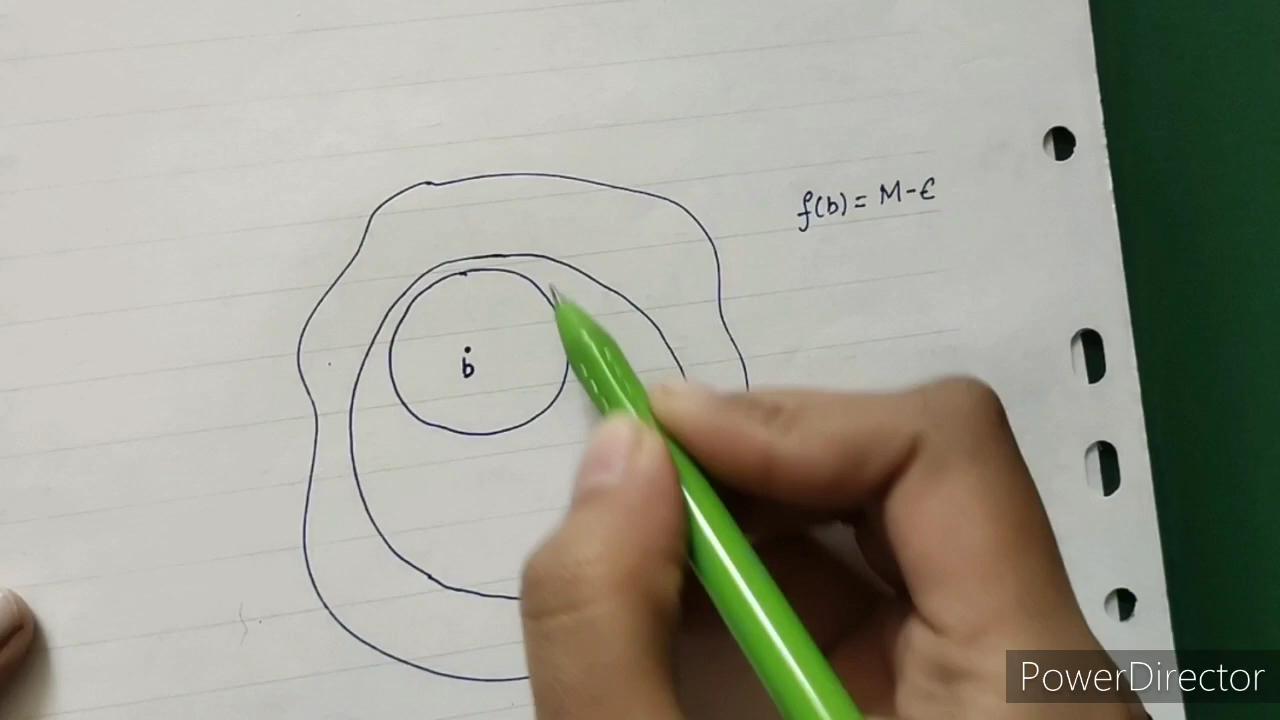 f(b) = M-ϵ
b
PowerDirector